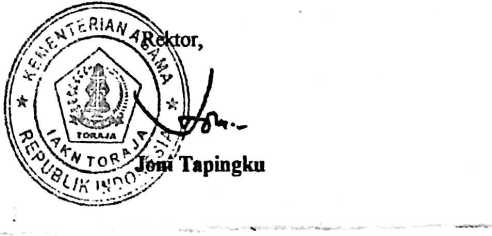 Rektor,
KEMENTERIAN AGAMA
TORAJA
IAKN TORAJA
REPUBLIK INDONESIA
Joni Tapingku